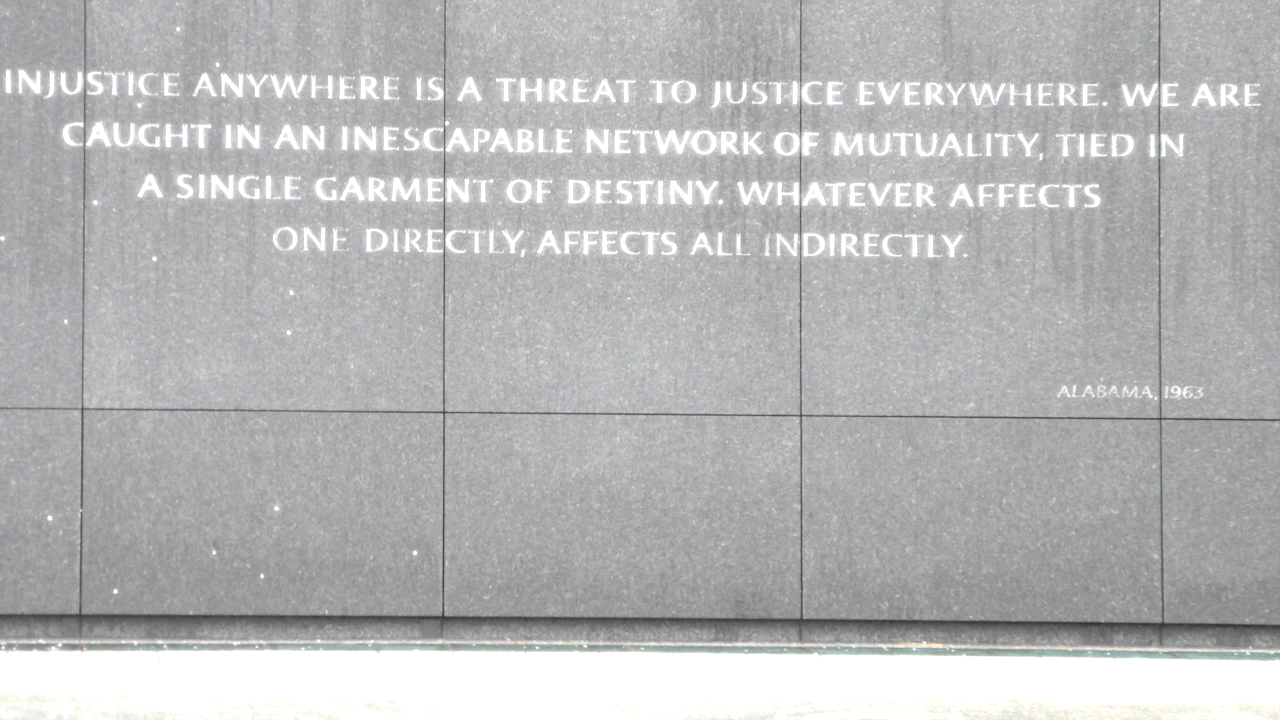 INJUSTICE ANYWHERE IS A THREAT TO JUSTICE EVERYWHERE. WE ARE
CAUGHT IN AN INESCAPABLE NETWORK OF MUTUALITY, TIED IN
A SINGLE GARMENT OF DESTINY. WHATEVER AFFECTS
ONE DIRECTLY, AFFECTS ALL INDIRECTLY.
ALABAMA, 1963